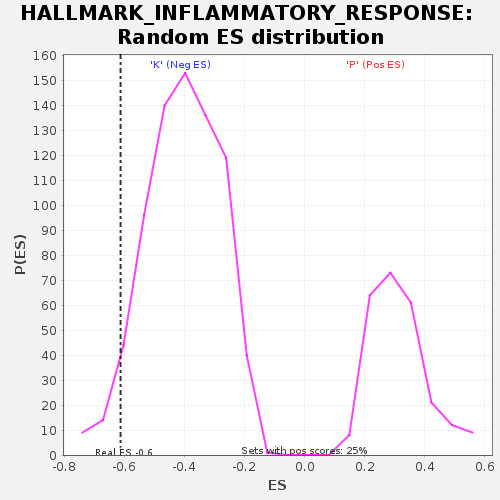 HALLMARK_INFLAMMATORY_RESPONSE:
Random ES distribution
'K' (Neg ES) 'P' (Pos ES)
160
150
140
130
120
110
100
90
80
70
60
50
40
30
20
10
0
P(ES)
Real ES -0.6 Sets with pos scores: 25%
-0.8 -0.6 -0.4 -0.2 0.0 0.2 0.4 0.6
ES